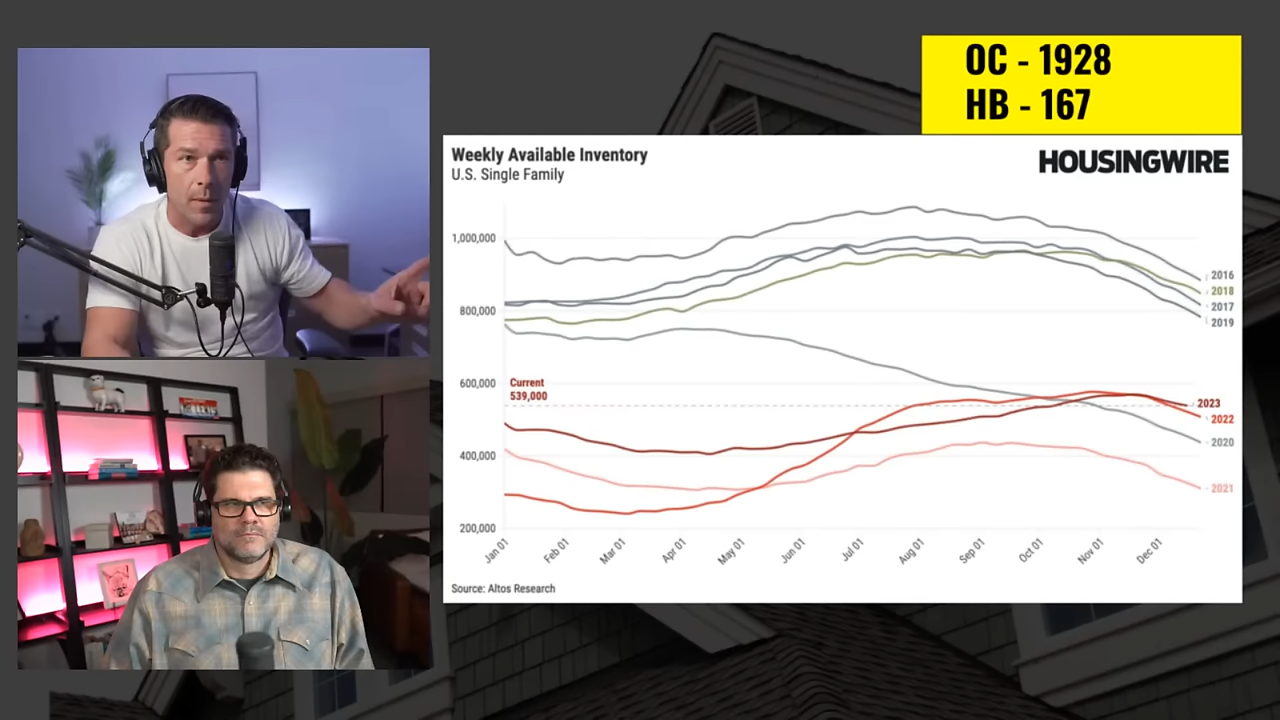 OC - 1928
HB - 167
Weekly Available Inventory
U.S. Single Family
HOUSINGWIRE
1,000,000
800,000
600,000
400,000
200,000
Current
539,000
2016
2018
2017
2019
2023
2022
2020
2021
Jan 01
Feb 01
Mar 01
Apr 01
May 01
Jun 01
Jul 01
Aug 01
Sep 01
Oct 01
Nov 01
Dec 01
Source: Altos Research